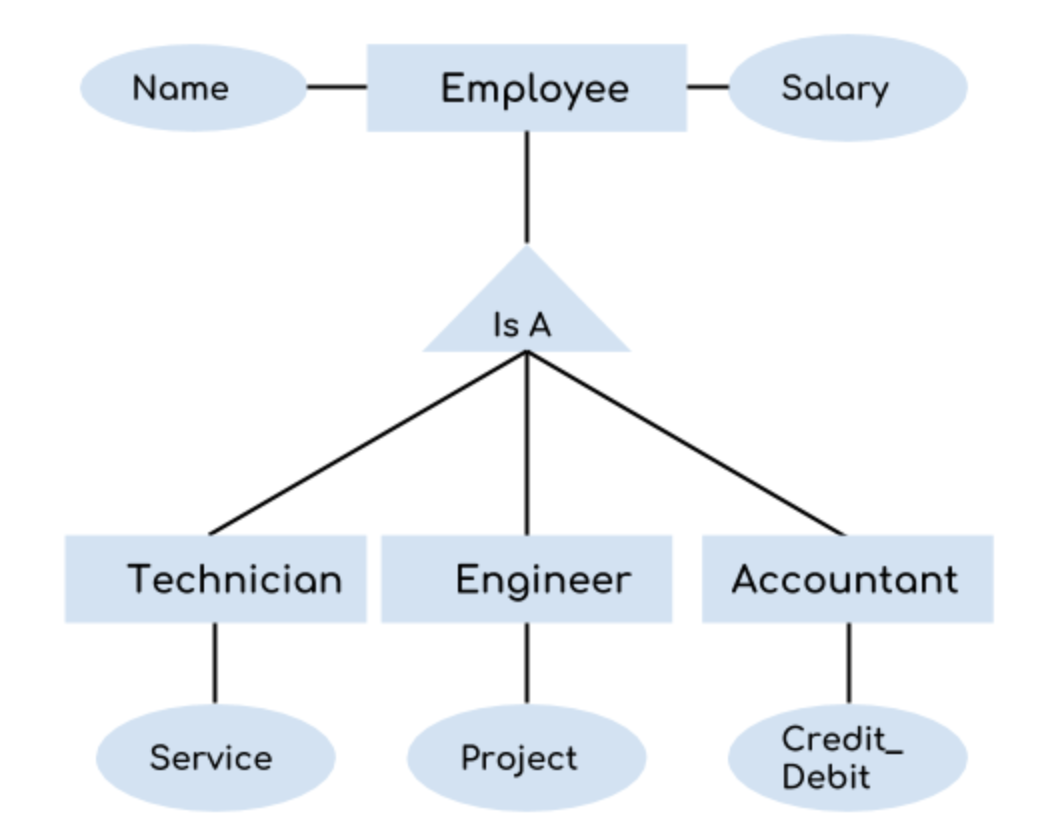 Name
Employee
Salary
Is A
Technician
Engineer
Accountant
Service
Project
Credit_
Debit